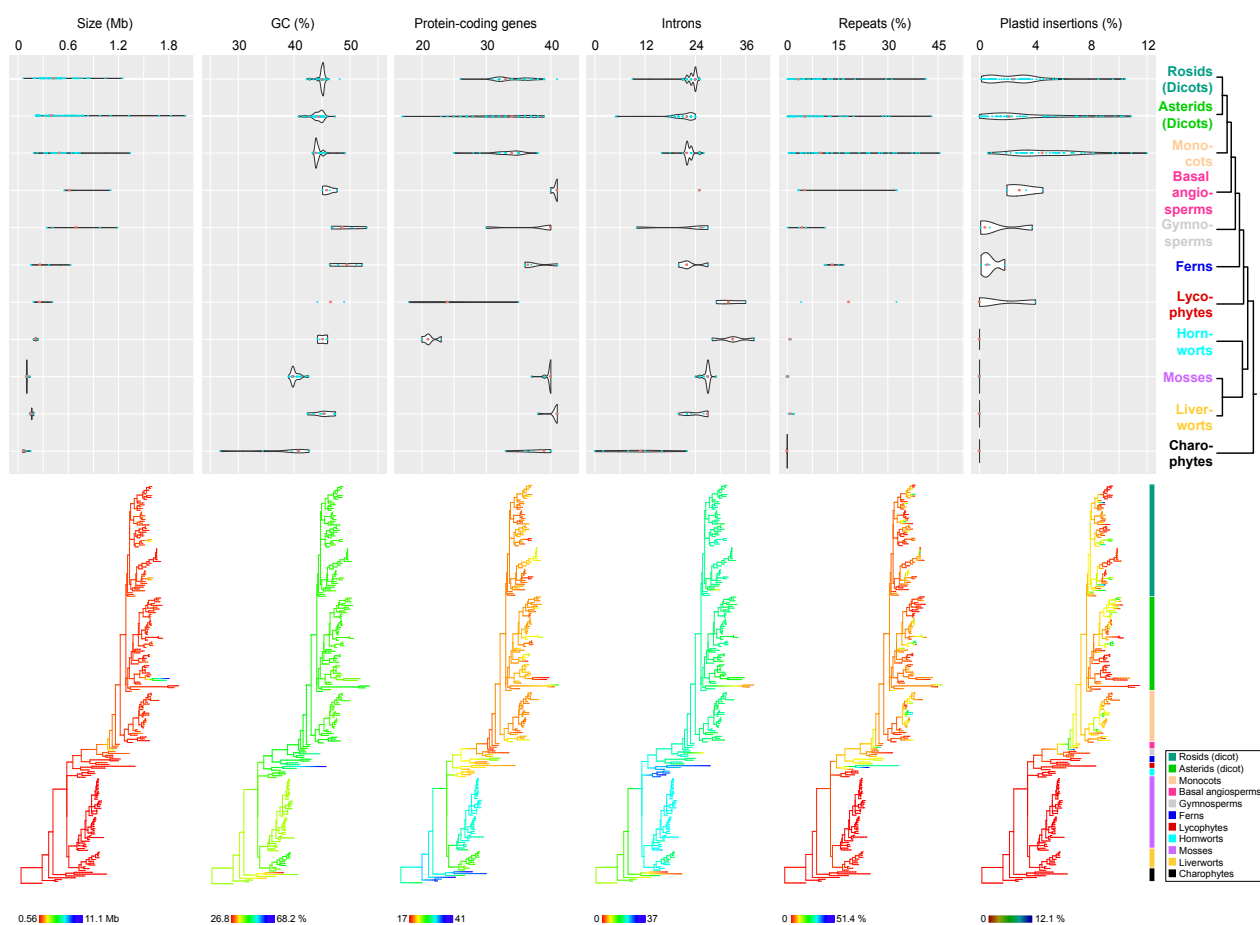 Size (Mb) GC (%) Protein-coding genes Introns Repeats (%) Plastid insertions (%)
0 0.6 1.2 1.8 30 40 50 20 30 40 0 12 24 36 0 15 30 45 0 4 8 12
Rosids
(Dicots)
Asterids
(Dicots)
Mono-
cots
Basal
angio-
sperms
Gymno-
sperms
Ferns
Lyco-
phytes
Horn-
worts
Mosses
Liver-
worts
Charo-
phytes
Rosids (dicot)
Asterids (dicot)
Monocots
Basal angiosperms
Gymnosperms
Ferns
Lycophytes
Hornworts
Mosses
Liverworts
Charophytes
0.56 11.1 Mb 26.8 68.2 % 17 41 0 37 0 51.4 % 0 12.1 %